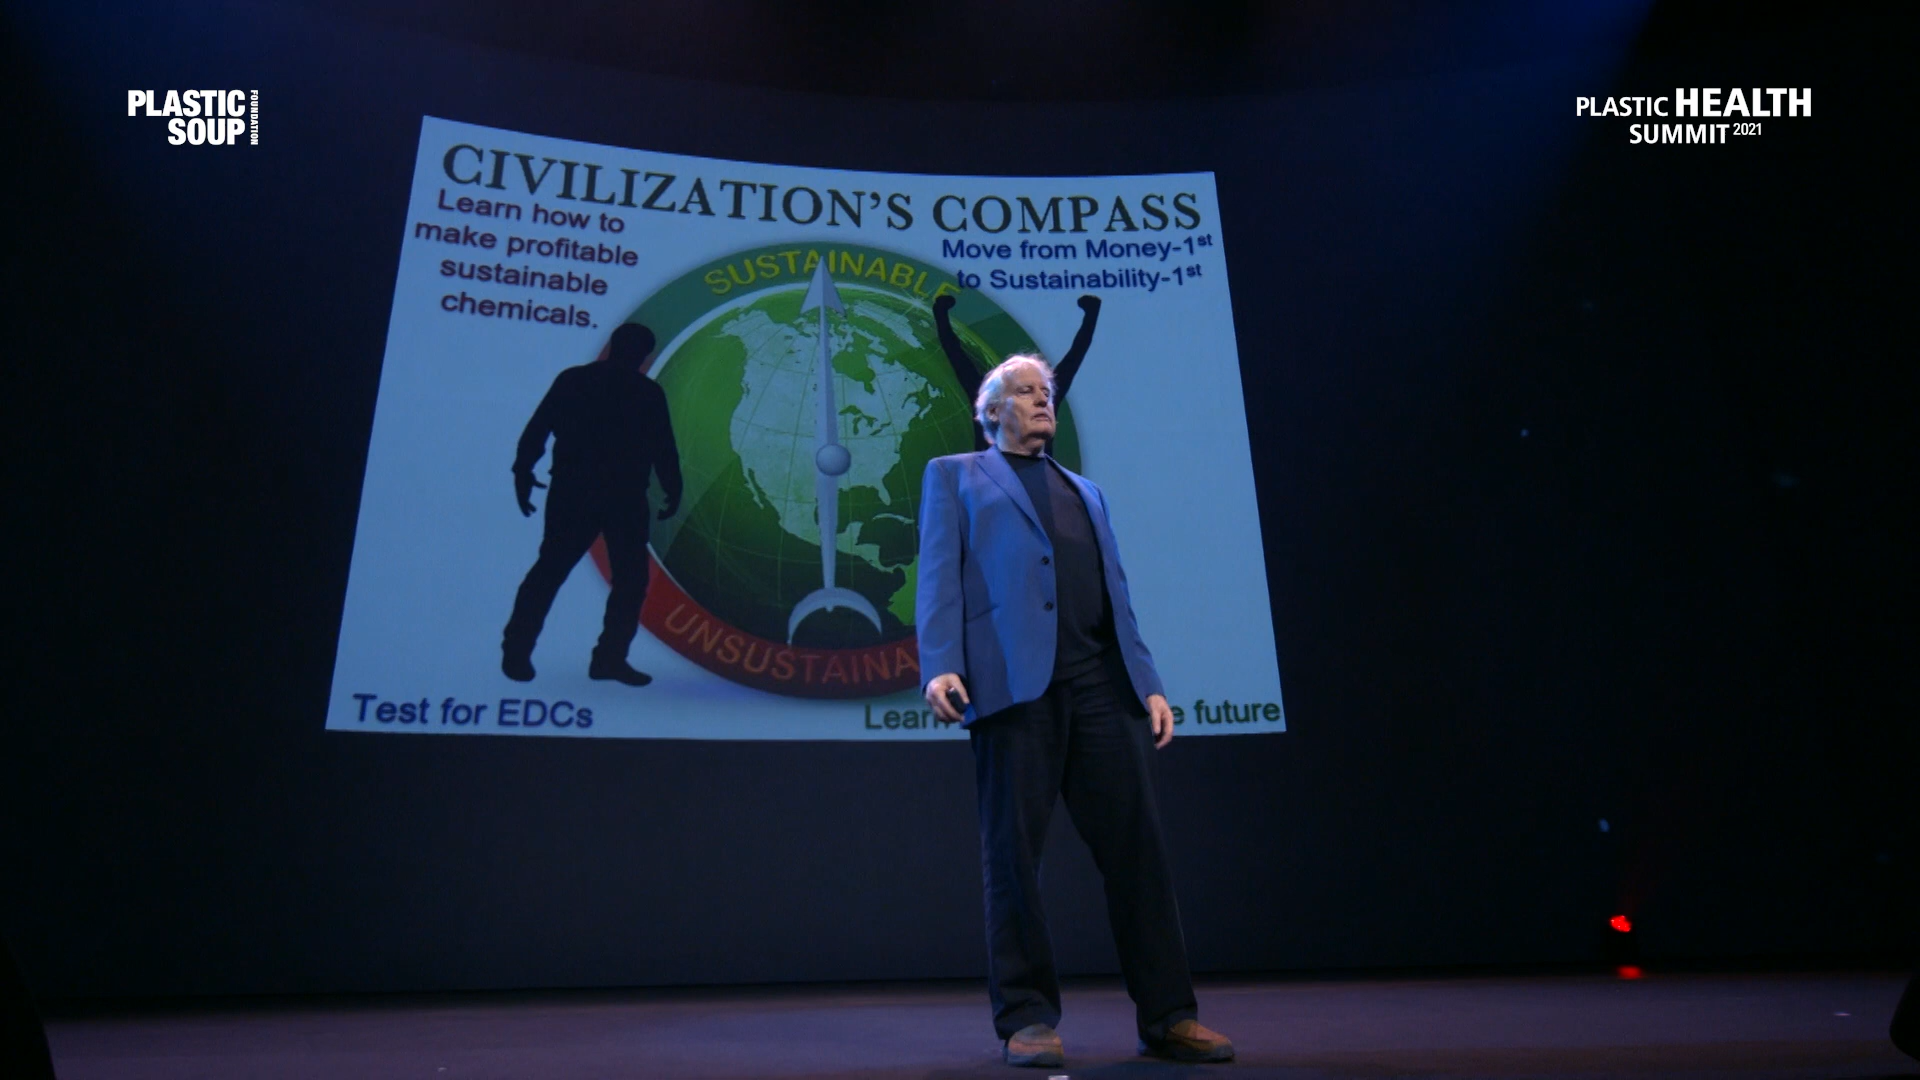 PLASTIC
SOUP
FOUNDATION
PLASTIC HEALTH
SUMMIT 2021
CIVILIZATION'S COMPASS
Learn how to
make profitable
sustainable
chemicals.
Move from Money-1st
to Sustainability-1st
SUSTAINABLE
UNSUSTAINA
Test for EDCs
Learn
e future